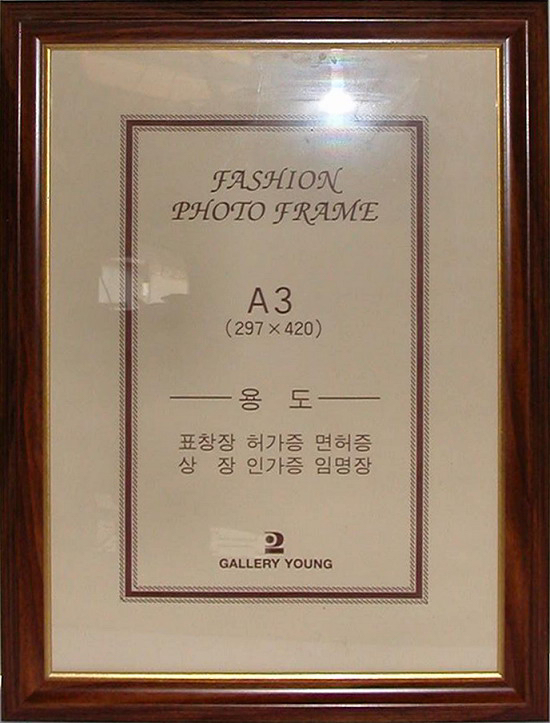 FASHION
PHOTO FRAME
A3
(297×420)
용 도
표창장 허가증 면허증
상 장 인가증 임명장
GALLERY YOUNG